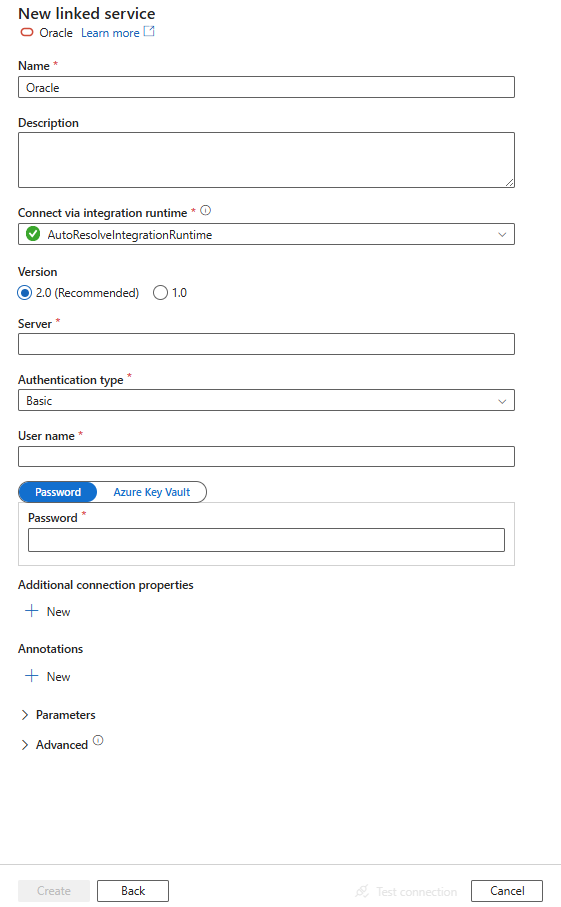 New linked service
Oracle Learn more
Name *
Oracle
Description
Connect via integration runtime *
AutoResolveIntegrationRuntime
Version
2.0 (Recommended) 1.0
Server *
Authentication type *
Basic
User name *
Password Azure Key Vault
Password *
Additional connection properties
New
Annotations
New
Parameters
Advanced
Create Back Test connection Cancel